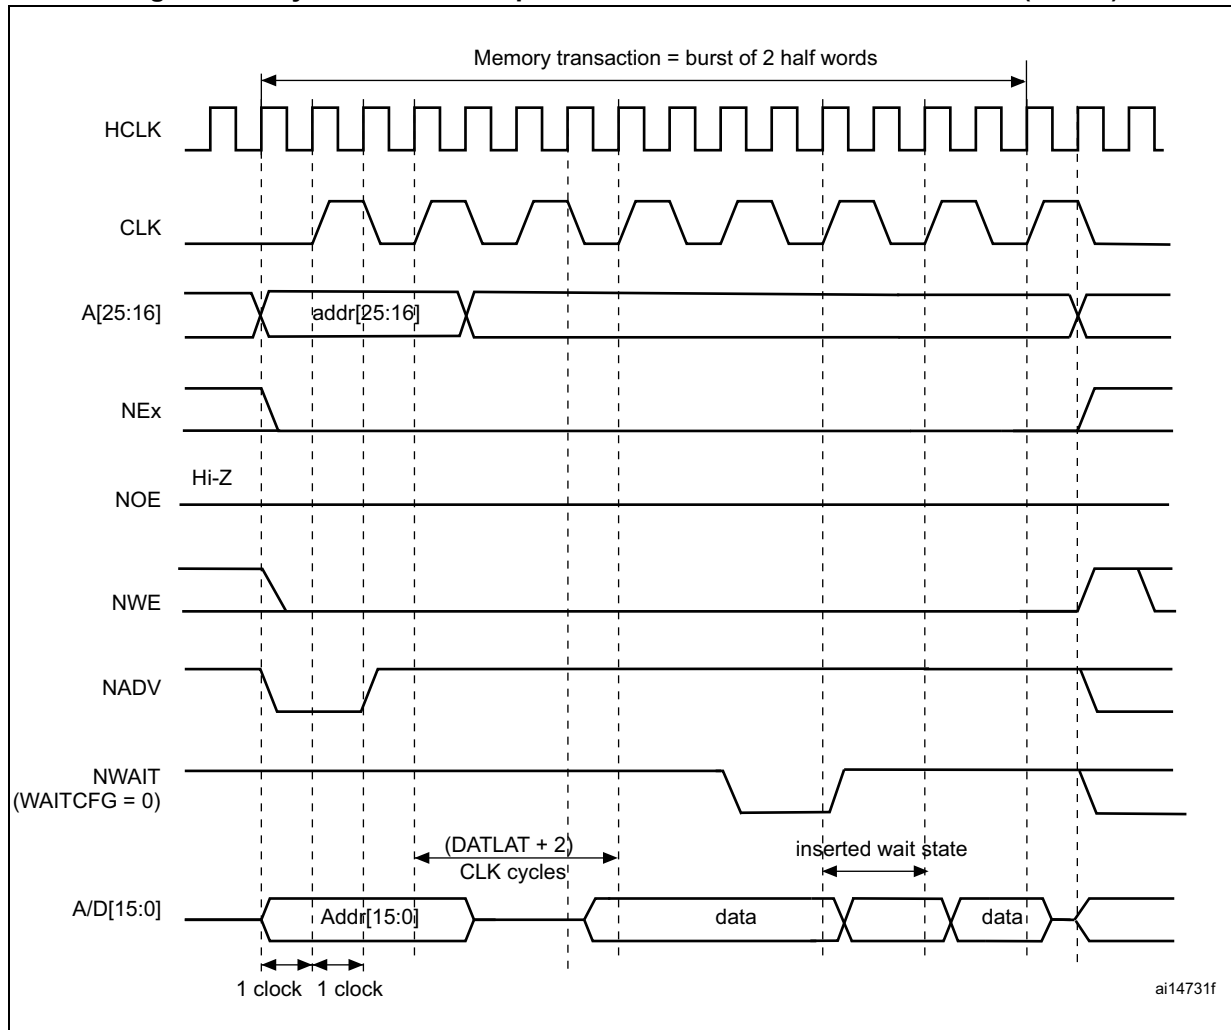 Memory transaction = burst of 2 half words
HCLK
CLK
A[25:16]
addr[25:16]
NEx
Hi-Z
NOE
NWE
NADV
NWAIT
(WAITCFG = 0)
(DATLAT + 2)
CLK cycles
inserted wait state
A/D[15:0]
Addr[15:0]
data
data
1 clock
1 clock
ai14731f